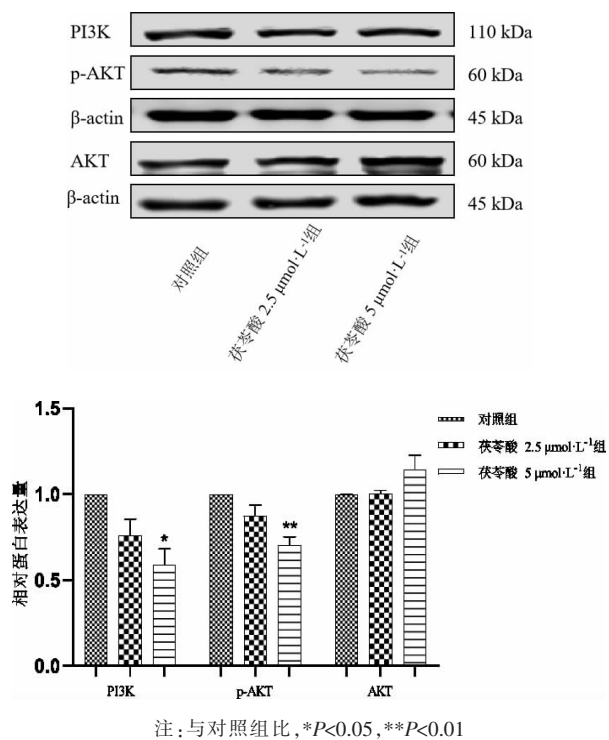 PI3K 110 kDa
p-AKT 60 kDa
β-actin 45 kDa
AKT 60 kDa
β-actin 45 kDa
对照组
茯苓酸 2.5 μmol·L⁻¹组
茯苓酸 5 μmol·L⁻¹组
1.5
1.0
0.5
0.0
相对蛋白表达量
对照组
茯苓酸 2.5 μmol·L⁻¹组
茯苓酸 5 μmol·L⁻¹组
*
**
PI3K p-AKT AKT
注:与对照组比,*P<0.05,**P<0.01